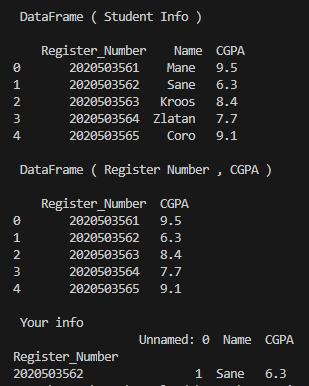 DataFrame ( Student Info )
Register_Number Name CGPA
0 2020503561 Mane 9.5
1 2020503562 Sane 6.3
2 2020503563 Kroos 8.4
3 2020503564 Zlatan 7.7
4 2020503565 Coro 9.1
DataFrame ( Register Number , CGPA )
Register_Number CGPA
0 2020503561 9.5
1 2020503562 6.3
2 2020503563 8.4
3 2020503564 7.7
4 2020503565 9.1
Your info
Unnamed: 0 Name CGPA
Register_Number
2020503562 1 Sane 6.3